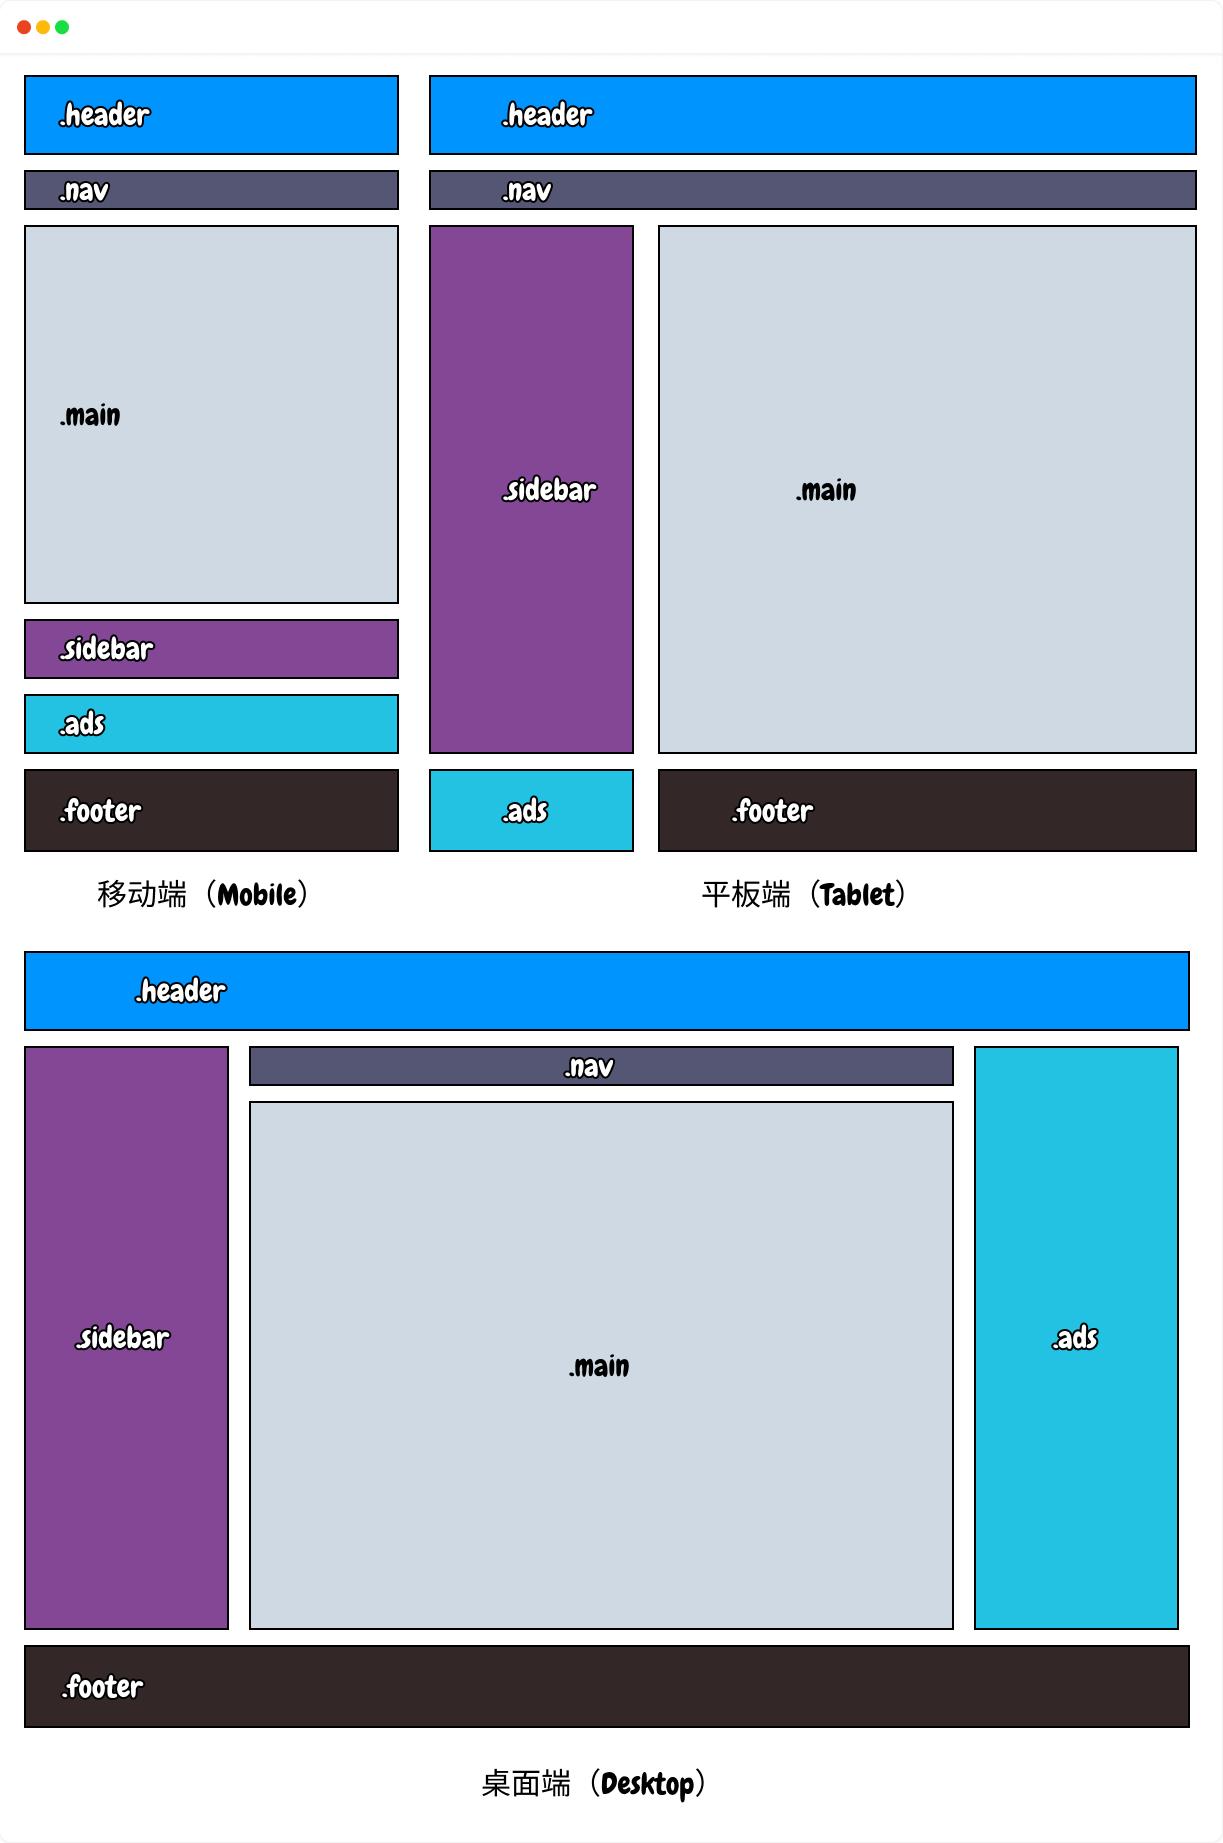 .header
.nav
.main
.sidebar
.ads
.footer
移动端（Mobile）
.header
.nav
.sidebar
.main
.ads
.footer
平板端（Tablet）
.header
.sidebar
.nav
.main
.ads
.footer
桌面端（Desktop）